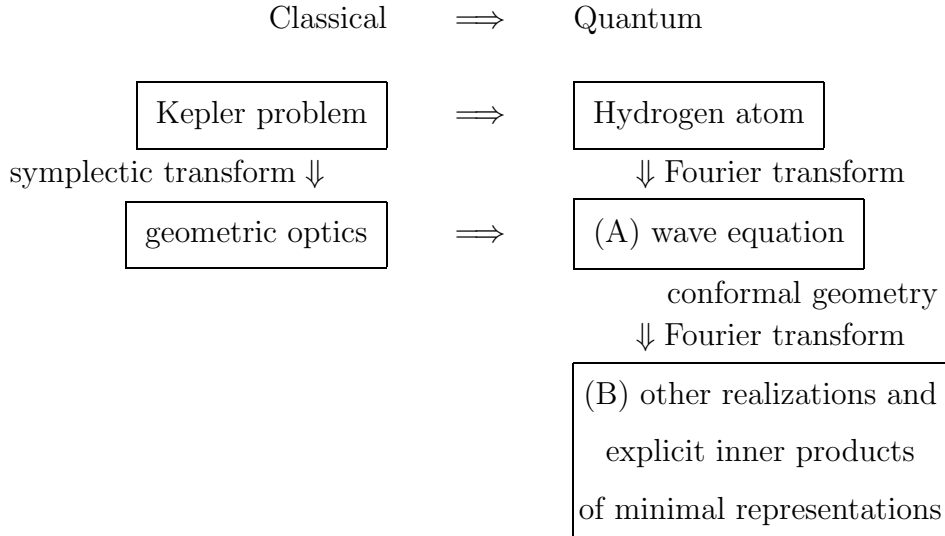 Classical ⟹ Quantum
Kepler problem ⟹ Hydrogen atom
symplectic transform ⇓ ⇓ Fourier transform
geometric optics ⟹ (A) wave equation
conformal geometry
⇓ Fourier transform
(B) other realizations and
explicit inner products
of minimal representations